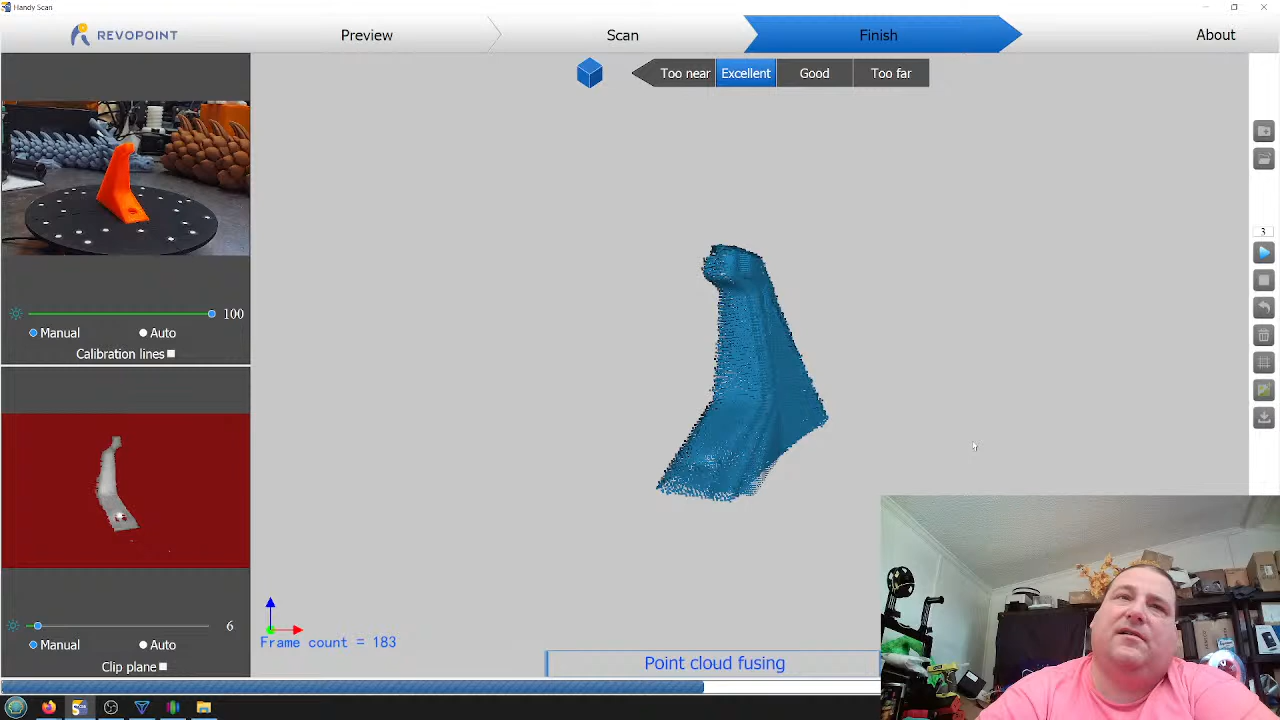 Handy Scan
REVOPOINT
Preview
Scan
Finish
About
Too near
Excellent
Good
Too far
100
Manual
Auto
Calibration lines
3
6
Manual
Auto
Clip plane
Frame count = 183
Point cloud fusing